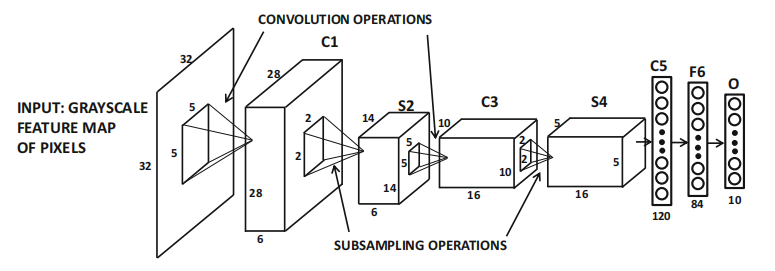 CONVOLUTION OPERATIONS
INPUT: GRAYSCALE
FEATURE MAP
OF PIXELS
32
32
5
5
C1
28
28
6
2
2
S2
14
14
6
5
5
C3
10
10
16
2
2
S4
5
5
16
C5
120
F6
84
O
10
SUBSAMPLING OPERATIONS